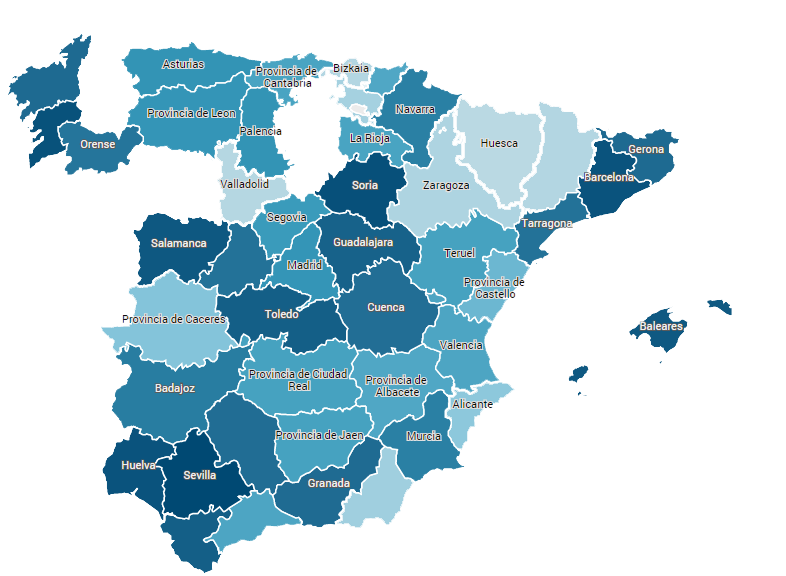 Asturias
Provincia de
Cantabria
Bizkaia
Provincia de Leon
Navarra
Palencia
La Rioja
Orense
Huesca
Gerona
Valladolid
Soria
Zaragoza
Barcelona
Segovia
Tarragona
Salamanca
Guadalajara
Teruel
Madrid
Provincia de
Castello
Provincia de Caceres
Toledo
Cuenca
Baleares
Valencia
Provincia de Ciudad
Real
Provincia de
Albacete
Badajoz
Alicante
Provincia de Jaen
Murcia
Huelva
Sevilla
Granada